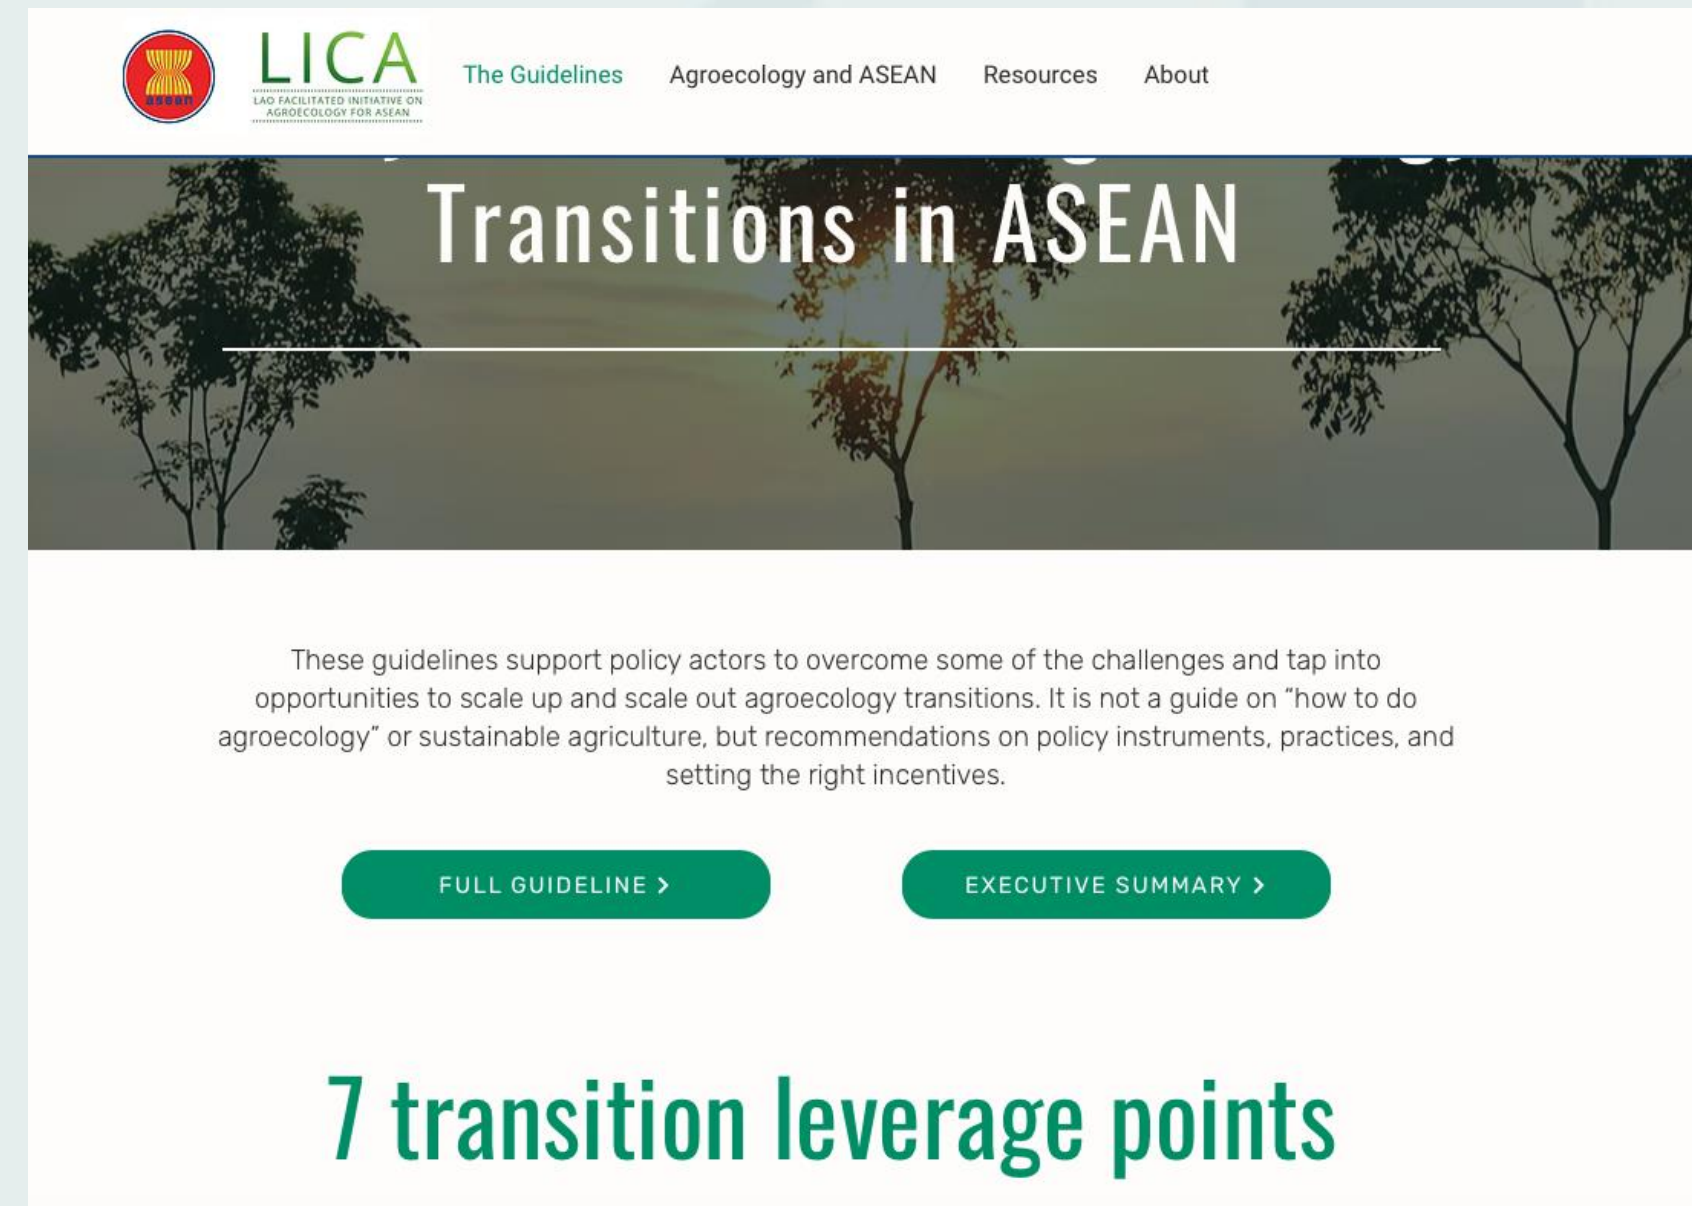 asean
LICA
LAO FACILITATED INITIATIVE ON
AGROECOLOGY FOR ASEAN
The Guidelines
Agroecology and ASEAN
Resources
About
Transitions in ASEAN
These guidelines support policy actors to overcome some of the challenges and tap into
opportunities to scale up and scale out agroecology transitions. It is not a guide on “how to do
agroecology” or sustainable agriculture, but recommendations on policy instruments, practices, and
setting the right incentives.
FULL GUIDELINE >
EXECUTIVE SUMMARY >
7 transition leverage points